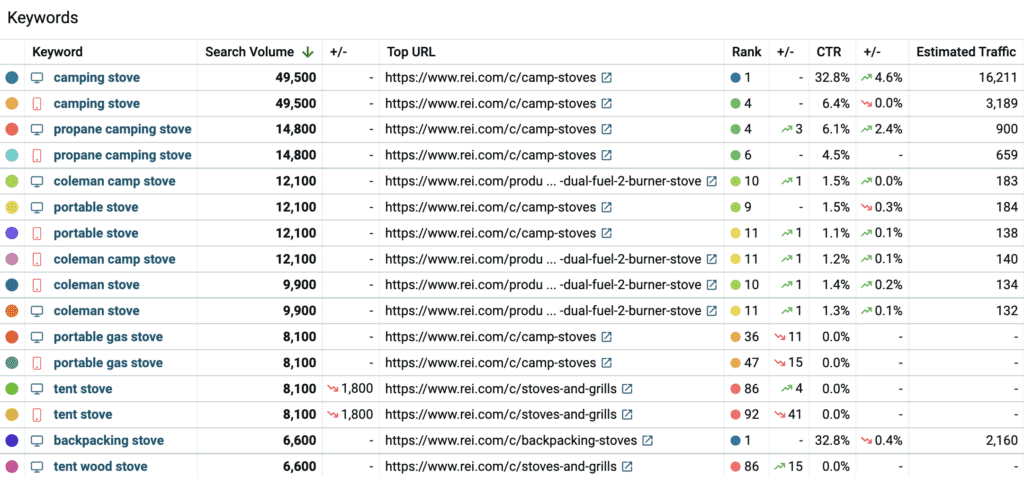 Keywords
Keyword Search Volume +/- Top URL Rank +/- CTR +/- Estimated Traffic
camping stove 49,500 - https://www.rei.com/c/camp-stoves 1 - 32.8% 4.6% 16,211
camping stove 49,500 - https://www.rei.com/c/camp-stoves 4 - 6.4% 0.0% 3,189
propane camping stove 14,800 - https://www.rei.com/c/camp-stoves 4 3 6.1% 2.4% 900
propane camping stove 14,800 - https://www.rei.com/c/camp-stoves 6 - 4.5% - 659
coleman camp stove 12,100 - https://www.rei.com/produ ... -dual-fuel-2-burner-stove 10 1 1.5% 0.0% 183
portable stove 12,100 - https://www.rei.com/c/camp-stoves 9 - 1.5% 0.3% 184
portable stove 12,100 - https://www.rei.com/c/camp-stoves 11 1 1.1% 0.1% 138
coleman camp stove 12,100 - https://www.rei.com/produ ... -dual-fuel-2-burner-stove 11 1 1.2% 0.1% 140
coleman stove 9,900 - https://www.rei.com/produ ... -dual-fuel-2-burner-stove 10 1 1.4% 0.2% 134
coleman stove 9,900 - https://www.rei.com/produ ... -dual-fuel-2-burner-stove 11 1 1.3% 0.1% 132
portable gas stove 8,100 - https://www.rei.com/c/camp-stoves 36 11 0.0% - -
portable gas stove 8,100 - https://www.rei.com/c/camp-stoves 47 15 0.0% - -
tent stove 8,100 1,800 https://www.rei.com/c/stoves-and-grills 86 4 0.0% - -
tent stove 8,100 1,800 https://www.rei.com/c/stoves-and-grills 92 41 0.0% - -
backpacking stove 6,600 - https://www.rei.com/c/backpacking-stoves 1 - 32.8% 0.4% 2,160
tent wood stove 6,600 - https://www.rei.com/c/stoves-and-grills 86 15 0.0% - -